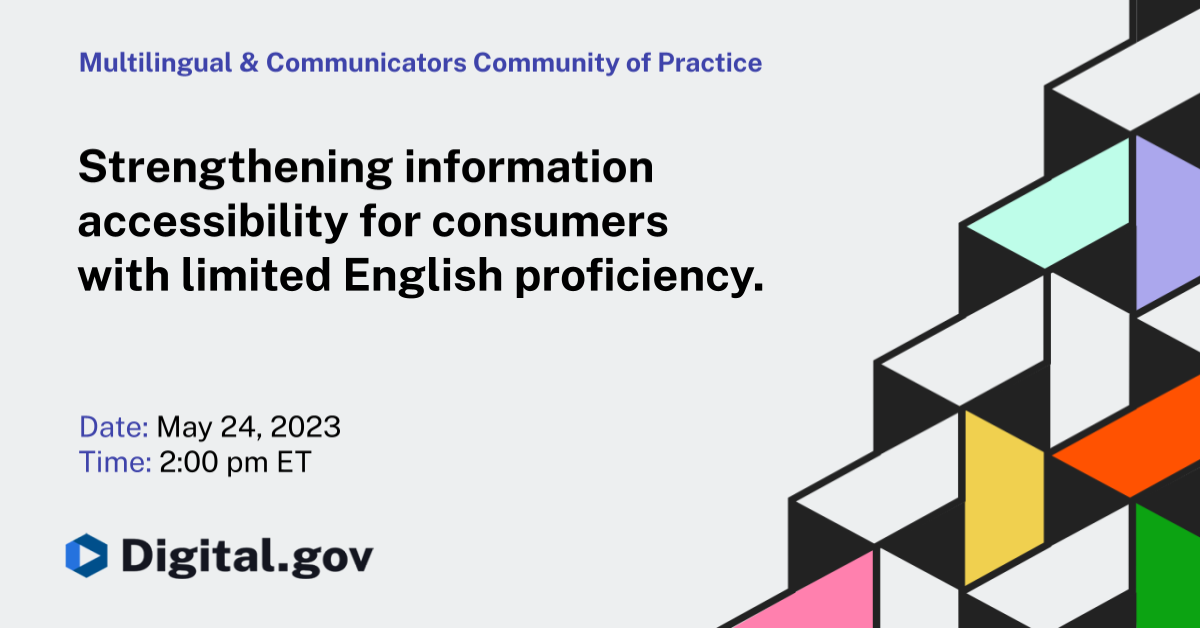 Multilingual & Communicators Community of Practice
Strengthening information
accessibility for consumers
with limited English proficiency.
Date: May 24, 2023
Time: 2:00 pm ET
Digital.gov